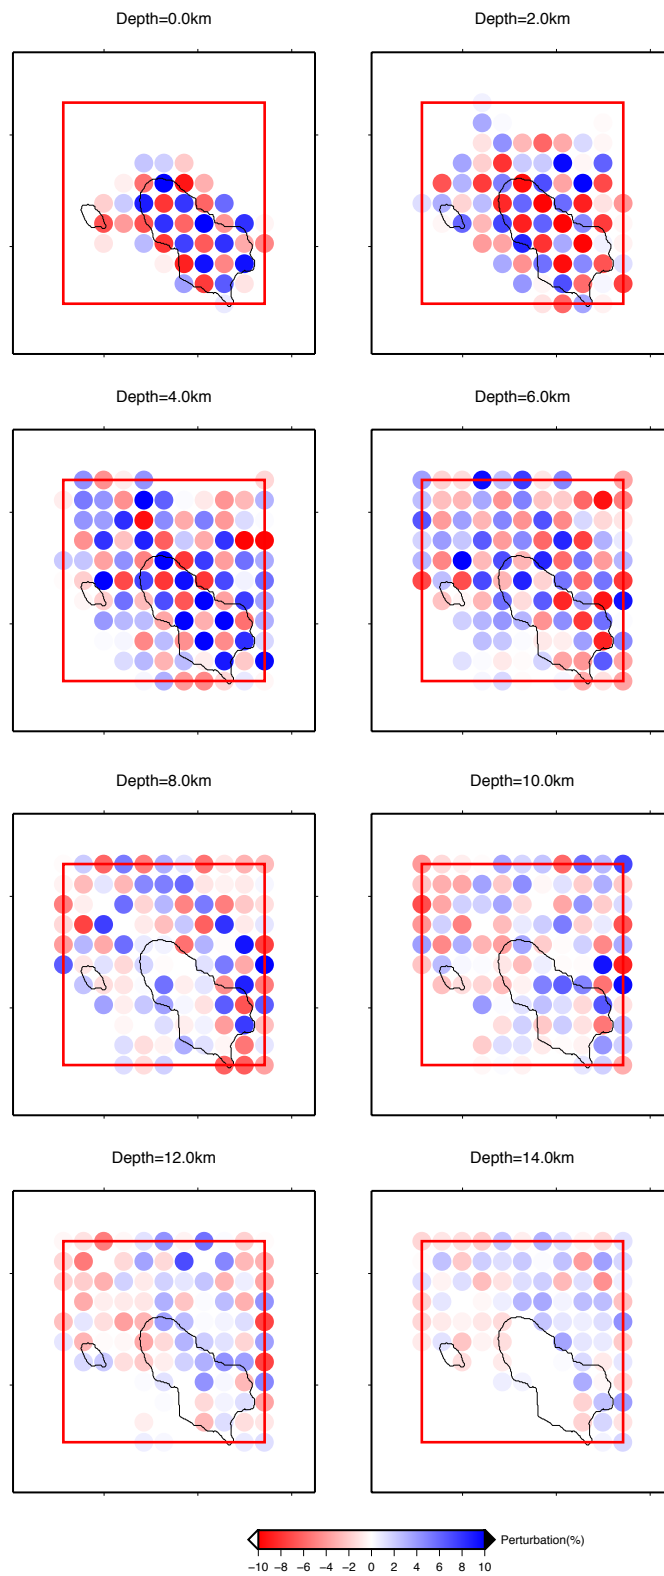 Depth=0.0km
Depth=2.0km
Depth=4.0km
Depth=6.0km
Depth=8.0km
Depth=10.0km
Depth=12.0km
Depth=14.0km
Perturbation(%)
−10 −8 −6 −4 −2 0 2 4 6 8 10